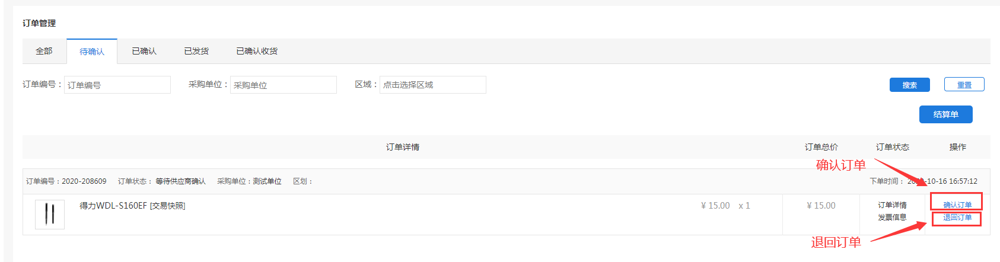 订单管理
全部 待确认 已确认 已发货 已确认收货
订单编号： 订单编号 采购单位： 采购单位 区域： 点击选择区域 搜索 重置
结算单
订单详情 订单总价 订单状态 操作
确认订单
订单编号：2020-208609 订单状态： 等待供应商确认 采购单位：测试单位 区划： 下单时间： -10-16 16:57:12
得力WDL-S160EF [交易快照] ¥ 15.00 x 1 ¥ 15.00 订单详情 确认订单
发票信息 退回订单
退回订单